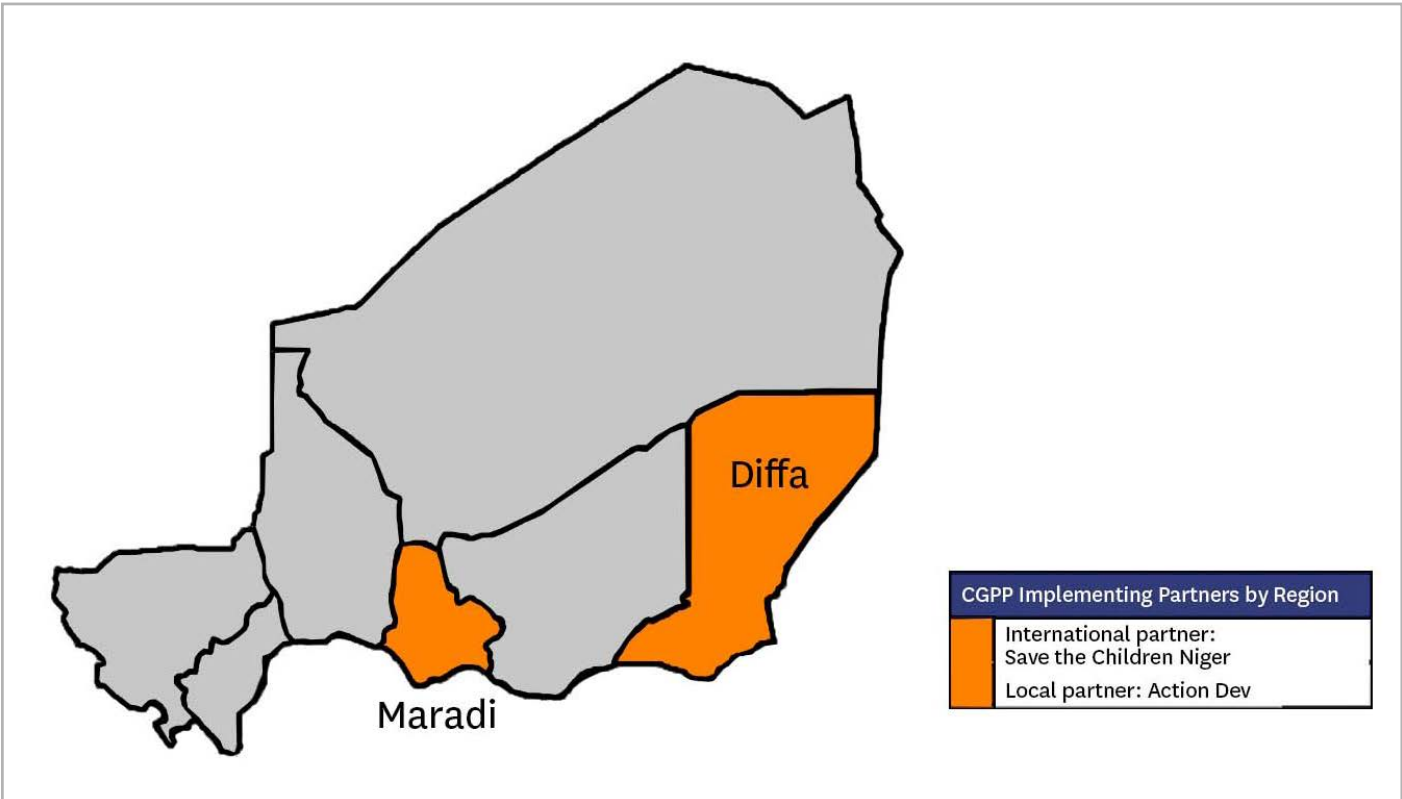 Diffa
Maradi
CGPP Implementing Partners by Region
International partner:
Save the Children Niger
Local partner: Action Dev